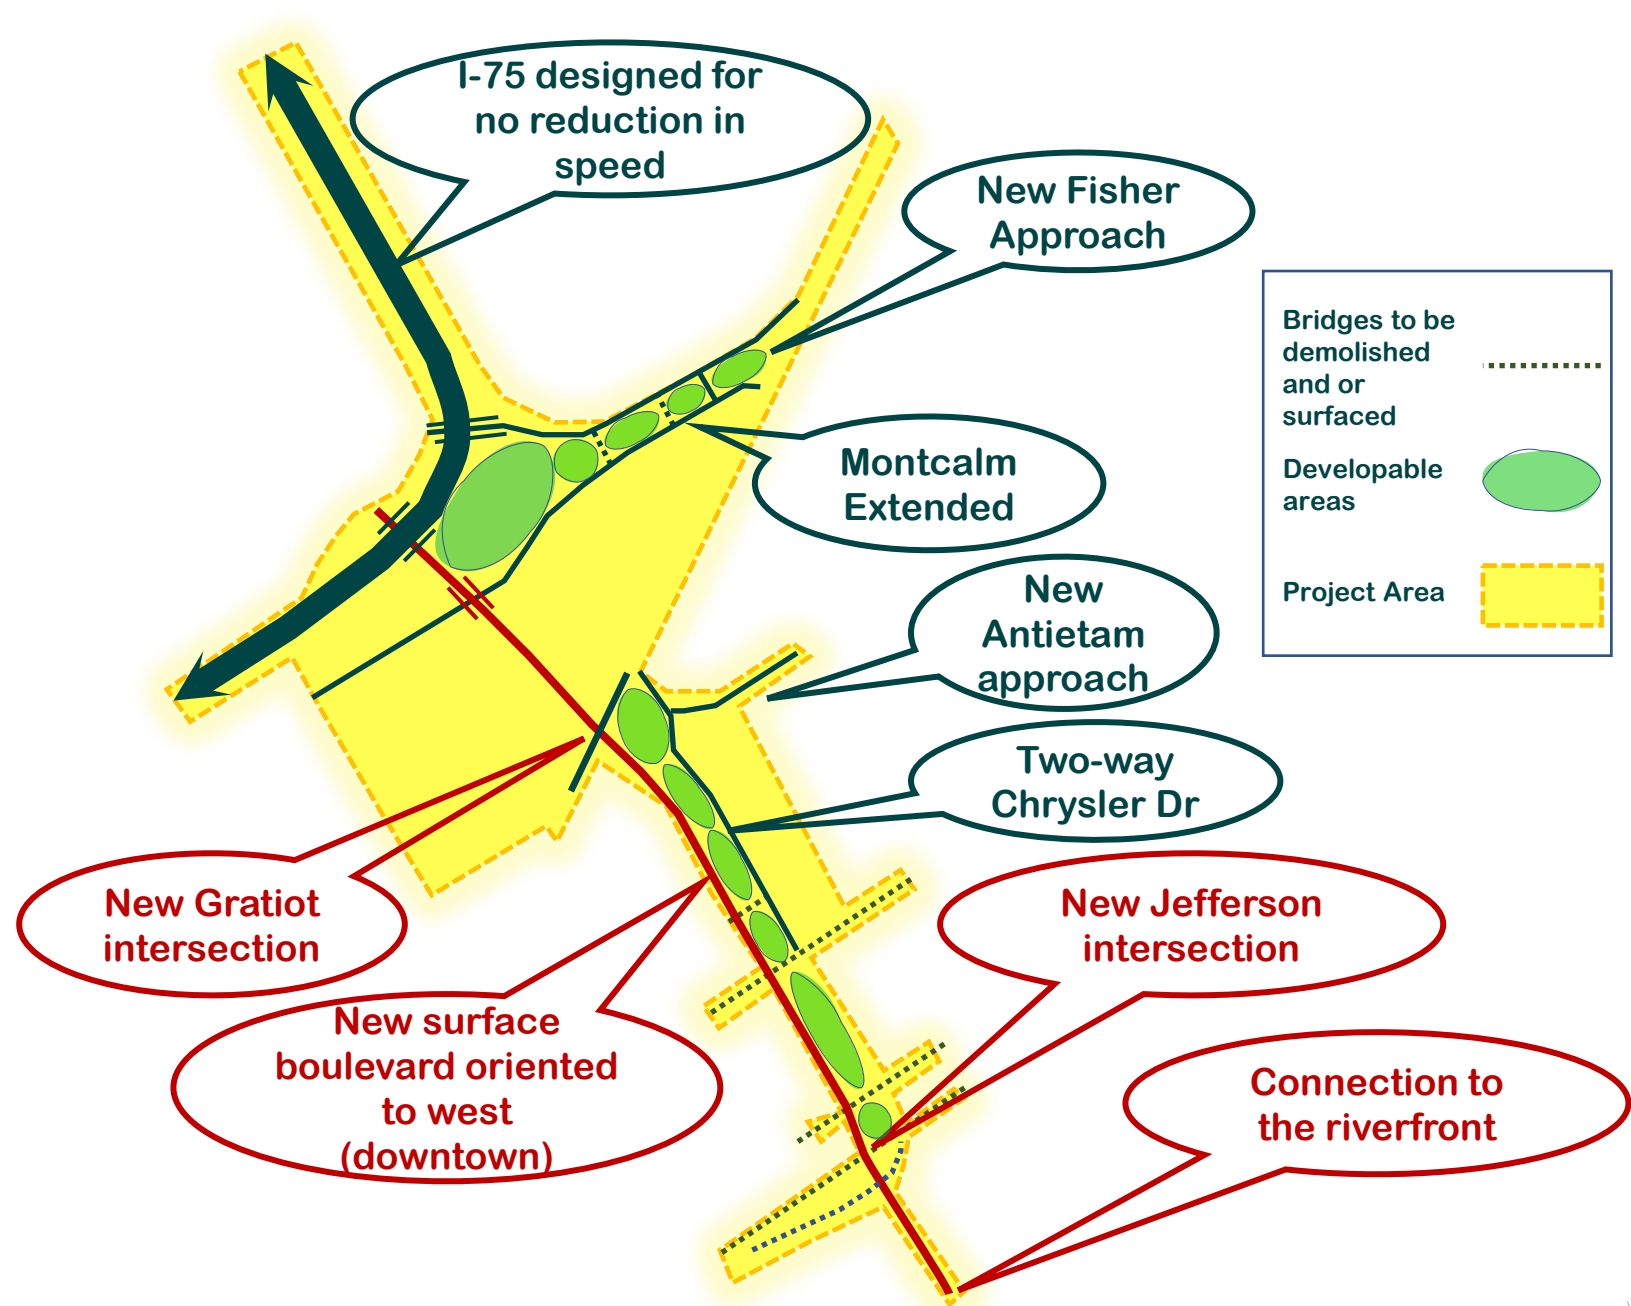 I-75 designed for
no reduction in
speed
New Fisher
Approach
Bridges to be
demolished
and or
surfaced
Developable
areas
Project Area
Montcalm
Extended
New
Antietam
approach
Two-way
Chrysler Dr
New Gratiot
intersection
New Jefferson
intersection
New surface
boulevard oriented
to west
(downtown)
Connection to
the riverfront